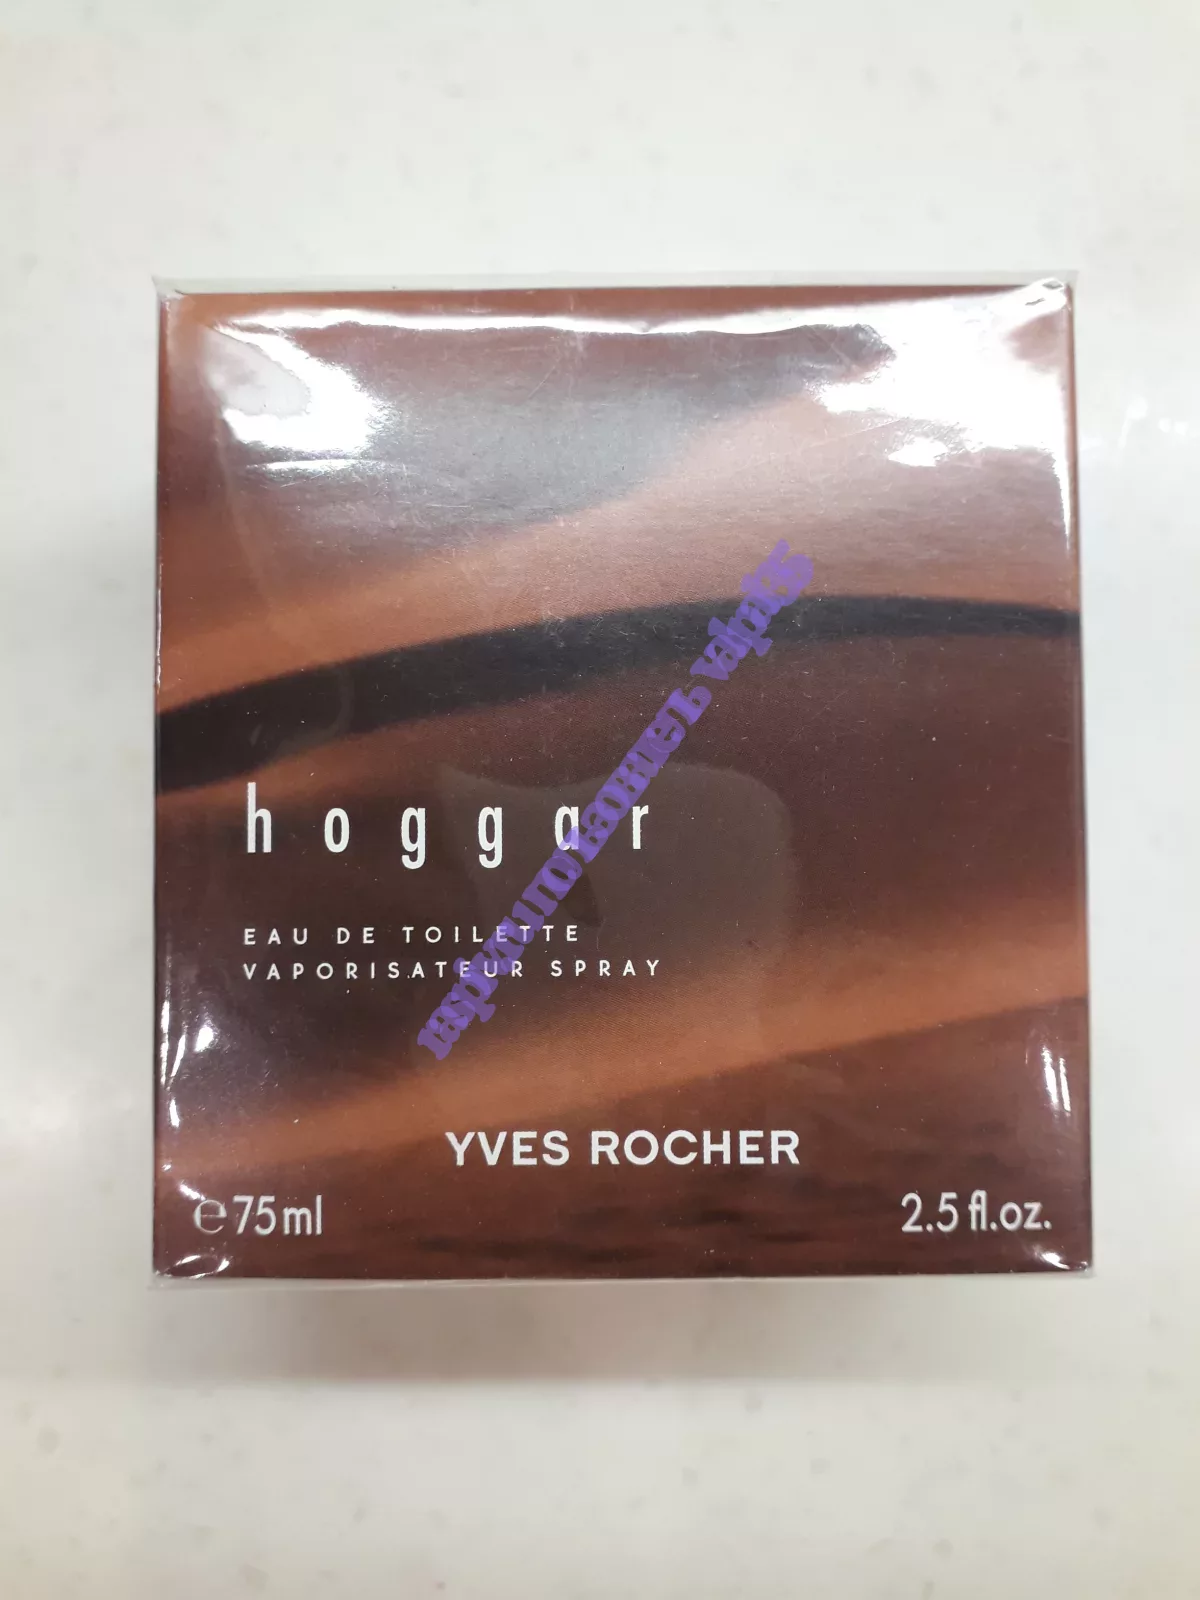 hoggar
EAU DE TOILETTE
VAPORISATEUR SPRAY
YVES ROCHER
e 75ml
2.5 fl.oz.